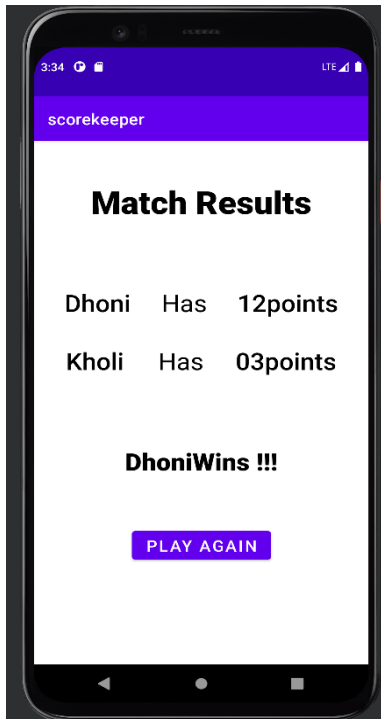 3:34 LTE
scorekeeper
Match Results
Dhoni Has 12points
Kholi Has 03points
DhoniWins !!!
PLAY AGAIN